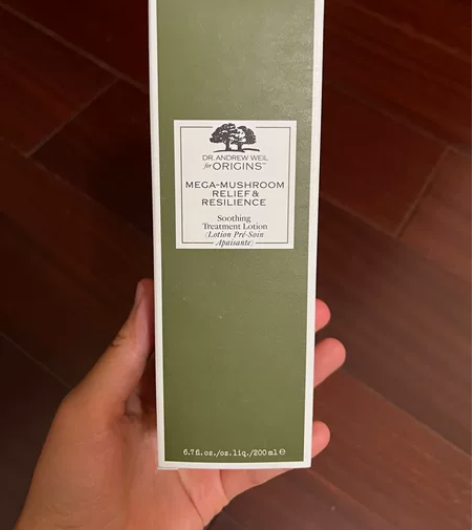 DR. ANDREW WEIL
for ORIGINS™
MEGA-MUSHROOM
RELIEF &
RESILIENCE
Soothing
Treatment Lotion
(Lotion Pré-Soin
Apaisante)
6.7 fl. oz./oz. liq./200 ml ℮